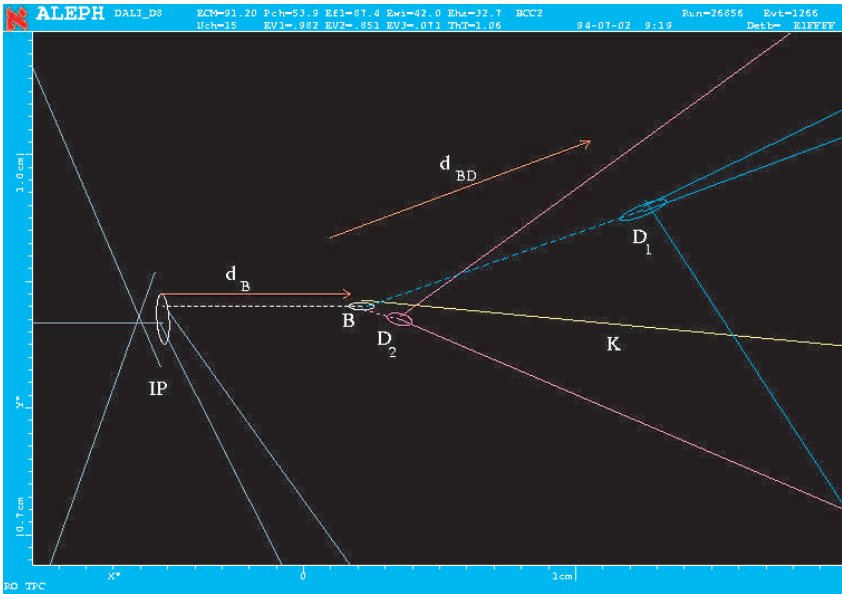 ALEPH DALI_D8 ECM=91.20 Pch=53.9 Efl=87.4 Ewi=42.0 Eha=32.7 BCC2 Run=26856 Evt=1266
Nch=15 EV1=.982 EV2=.851 EV3=.071 ThT=1.06 94-07-02 9:19 Detb= E1FFFF
1.0cm
d BD
D1
d B
B
D2
K
IP
Y*
0.7cm
X* 0 1cm
RO TPC